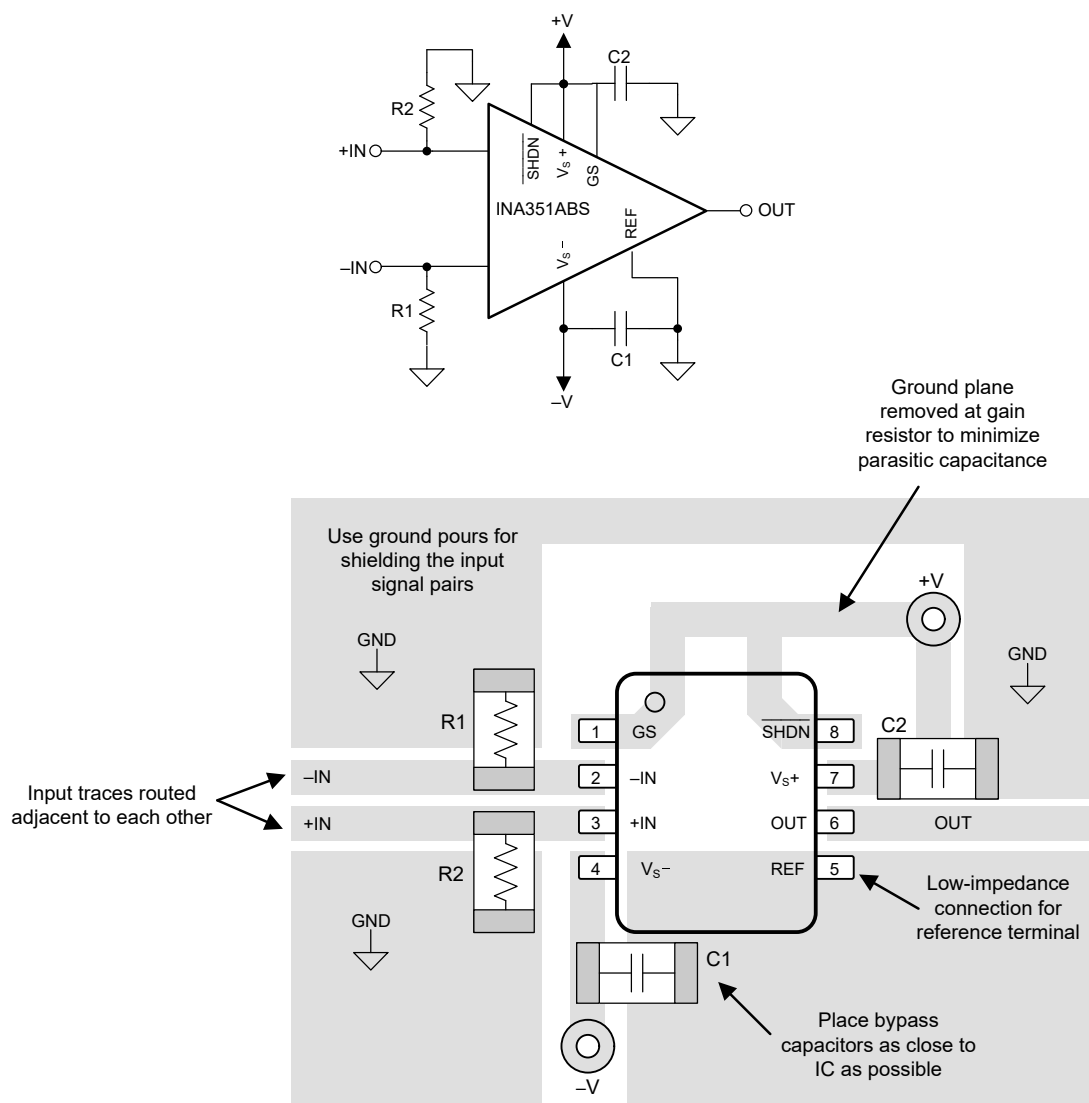 +V
C2
R2
+IN
SHDN
VS+
GS
INA351ABS
OUT
REF
VS–
–IN
R1
C1
–V
Ground plane
removed at gain
resistor to minimize
parasitic capacitance
Use ground pours for
shielding the input
signal pairs
+V
GND
GND
R1
C2
1 GS
SHDN 8
–IN
2 –IN
VS+ 7
Input traces routed
adjacent to each other
+IN
3 +IN
OUT 6
OUT
R2
4 VS–
REF 5
Low-impedance
connection for
reference terminal
GND
C1
Place bypass
capacitors as close to
IC as possible
–V